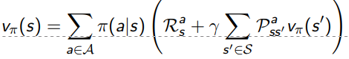 v_π(s) = ∑_{a∈𝒜} π(a|s) ( ℛ_s^a + γ ∑_{s′∈𝒮} 𝒫_{ss′}^a v_π(s′) )